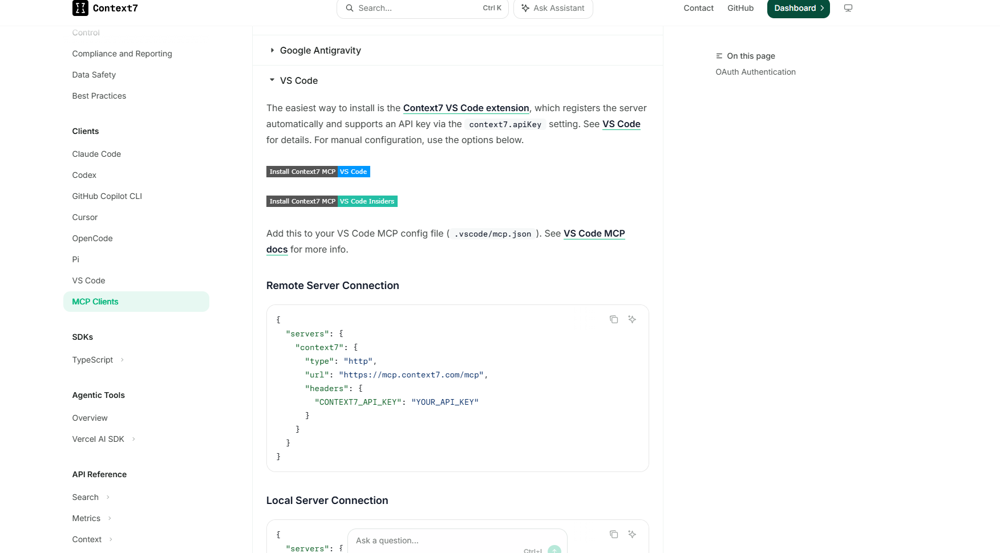 Context7
Search...
Ctrl K
Ask Assistant
Contact
GitHub
Dashboard
Control
Compliance and Reporting
Data Safety
Best Practices
Clients
Claude Code
Codex
GitHub Copilot CLI
Cursor
OpenCode
Pi
VS Code
MCP Clients
SDKs
TypeScript
Agentic Tools
Overview
Vercel AI SDK
API Reference
Search
Metrics
Context
Google Antigravity
VS Code
The easiest way to install is the Context7 VS Code extension, which registers the server
automatically and supports an API key via the context7.apiKey setting. See VS Code
for details. For manual configuration, use the options below.
Install Context7 MCP VS Code
Install Context7 MCP VS Code Insiders
Add this to your VS Code MCP config file ( .vscode/mcp.json ). See VS Code MCP
docs for more info.
Remote Server Connection
{
  "servers": {
    "context7": {
      "type": "http",
      "url": "https://mcp.context7.com/mcp",
      "headers": {
        "CONTEXT7_API_KEY": "YOUR_API_KEY"
      }
    }
  }
}
Local Server Connection
{
  "servers": {
Ask a question...
Ctrl+I
On this page
OAuth Authentication